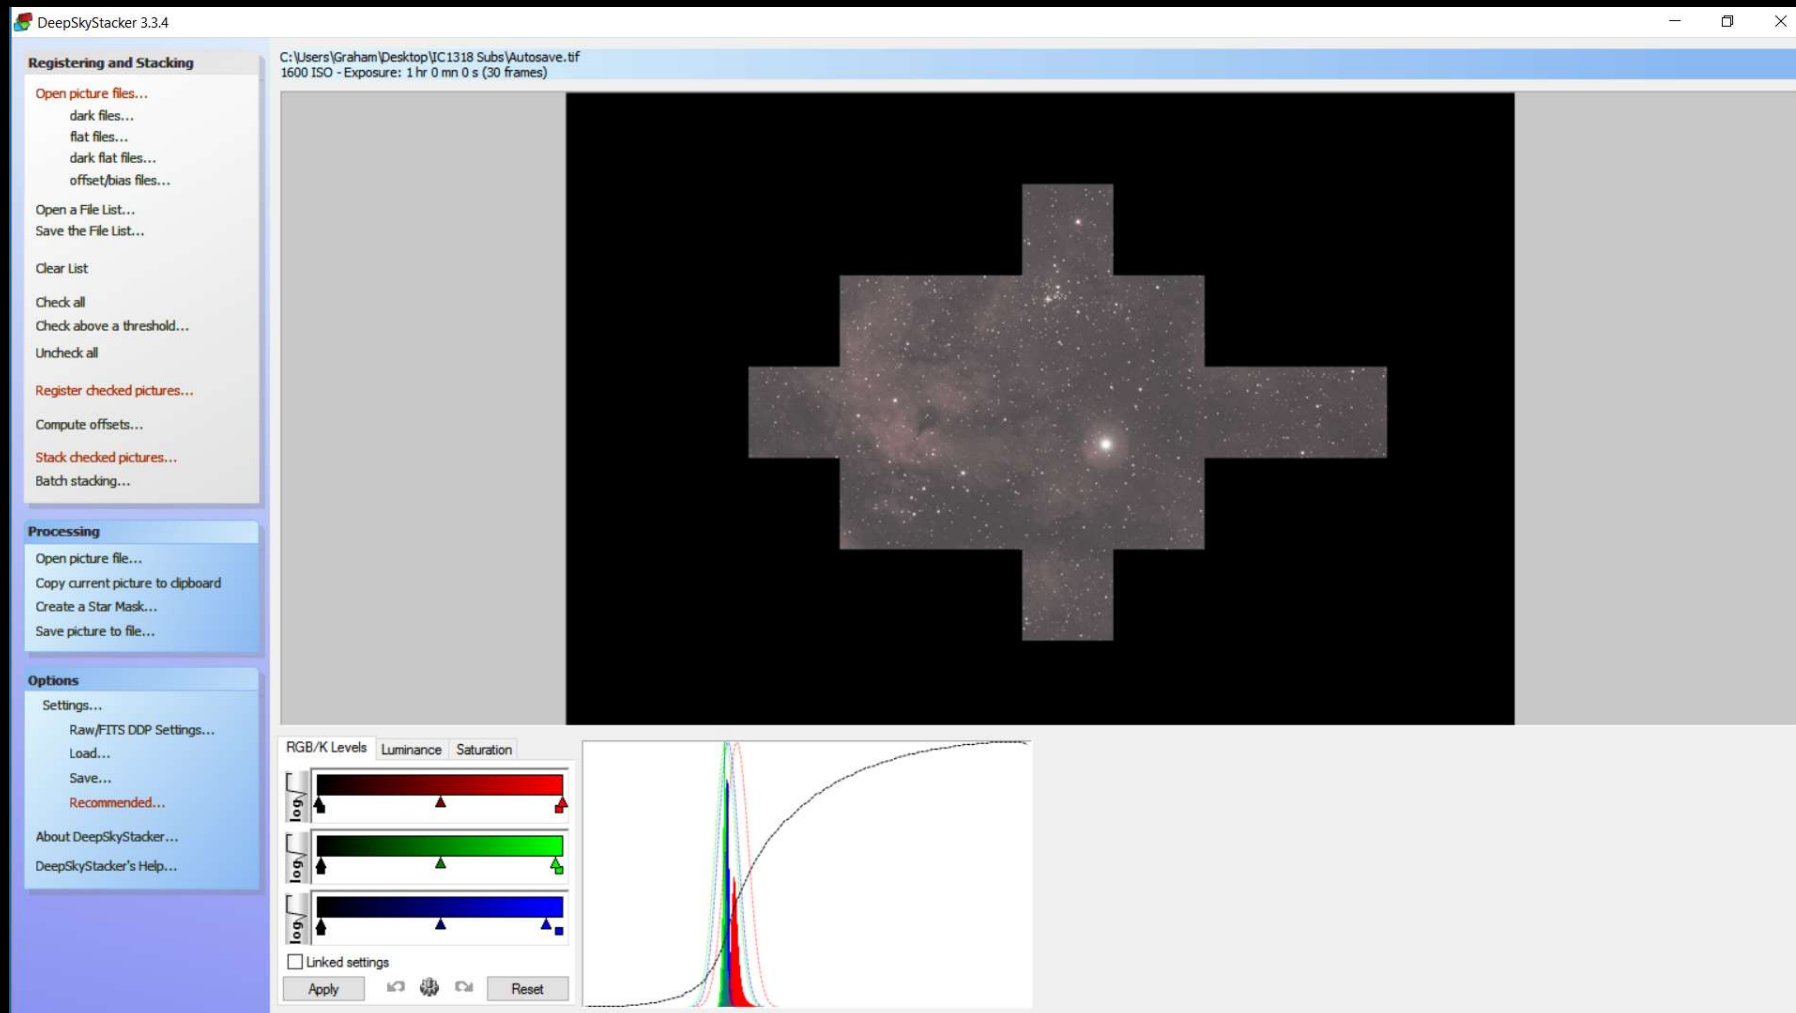 DeepSkyStacker 3.3.4
Registering and Stacking
Open picture files...
dark files...
flat files...
dark flat files...
offset/bias files...
Open a File List...
Save the File List...
Clear List
Check all
Check above a threshold...
Uncheck all
Register checked pictures...
Compute offsets...
Stack checked pictures...
Batch stacking...
Processing
Open picture file...
Copy current picture to clipboard
Create a Star Mask...
Save picture to file...
Options
Settings...
Raw/FITS DDP Settings...
Load...
Save...
Recommended...
About DeepSkyStacker...
DeepSkyStacker's Help...
C:\Users\Graham\Desktop\IC1318 Subs\Autosave.tif
1600 ISO - Exposure: 1 hr 0 mn 0 s (30 frames)
RGB/K Levels Luminance Saturation
log
log
log
Linked settings
Apply Reset